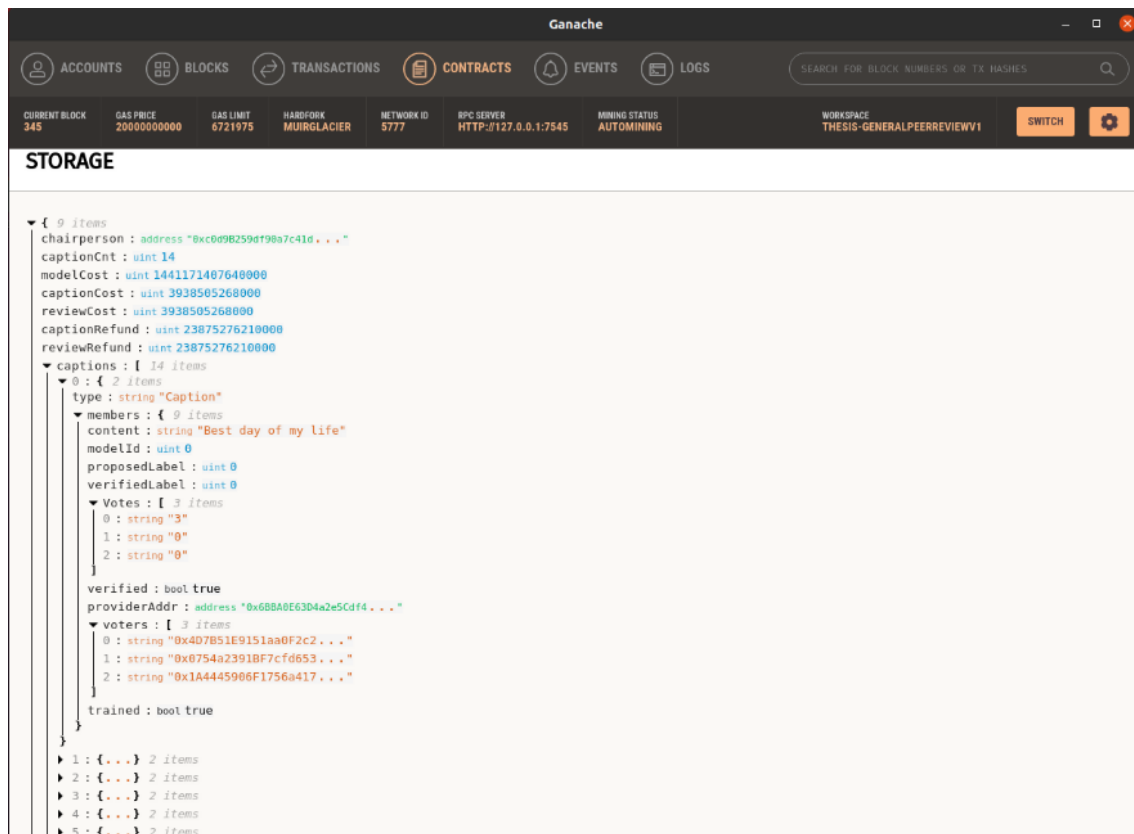 Ganache
ACCOUNTS BLOCKS TRANSACTIONS CONTRACTS EVENTS LOGS SEARCH FOR BLOCK NUMBERS OR TX HASHES
CURRENT BLOCK GAS PRICE GAS LIMIT HARDFORK NETWORK ID RPC SERVER MINING STATUS WORKSPACE
345 20000000000 6721975 MUIRGLACIER 5777 HTTP://127.0.0.1:7545 AUTOMINING THESIS-GENERALPEERREVIEWV1 SWITCH
STORAGE
{ 9 items
chairperson : address "0xc0d9B259df90a7c41d..."
captionCnt : uint 14
modelCost : uint 1441171407640000
captionCost : uint 3938505268000
reviewCost : uint 3938505268000
captionRefund : uint 23875276210000
reviewRefund : uint 23875276210000
captions : [ 14 items
0 : { 2 items
type : string "Caption"
members : { 9 items
content : string "Best day of my life"
modelId : uint 0
proposedLabel : uint 0
verifiedLabel : uint 0
Votes : [ 3 items
0 : string "3"
1 : string "0"
2 : string "0"
]
verified : bool true
providerAddr : address "0x6BBA0E63D4a2e5Cdf4..."
voters : [ 3 items
0 : string "0x4D7B51E9151aa0F2c2..."
1 : string "0x0754a2391BF7cfd653..."
2 : string "0x1A4445906F1756a417..."
]
trained : bool true
}
}
1 : {...} 2 items
2 : {...} 2 items
3 : {...} 2 items
4 : {...} 2 items
5 : {...} 2 items